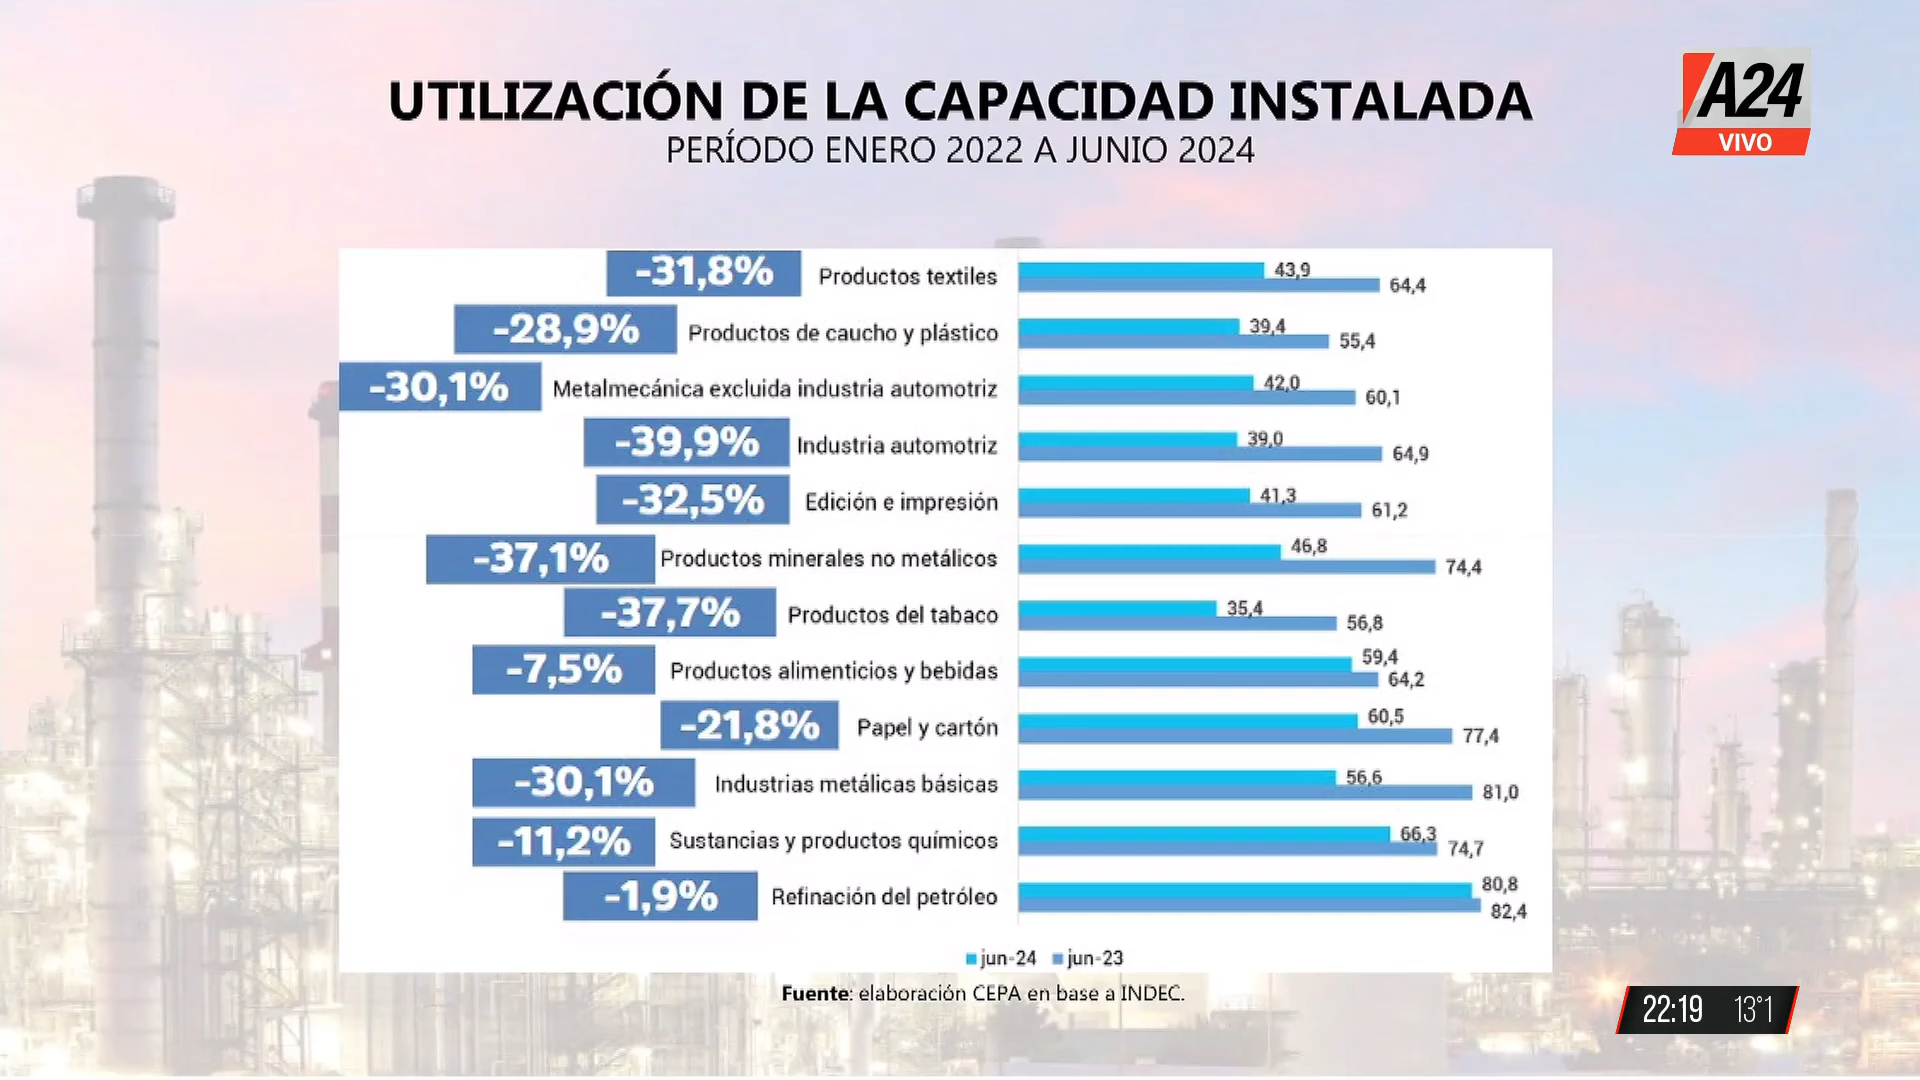 UTILIZACIÓN DE LA CAPACIDAD INSTALADA
PERÍODO ENERO 2022 A JUNIO 2024
A24
VIVO
-31,8% Productos textiles 43,9 64,4
-28,9% Productos de caucho y plástico 39,4 55,4
-30,1% Metalmecánica excluida industria automotriz 42,0 60,1
-39,9% Industria automotriz 39,0 64,9
-32,5% Edición e impresión 41,3 61,2
-37,1% Productos minerales no metálicos 46,8 74,4
-37,7% Productos del tabaco 35,4 56,8
-7,5% Productos alimenticios y bebidas 59,4 64,2
-21,8% Papel y cartón 60,5 77,4
-30,1% Industrias metálicas básicas 56,6 81,0
-11,2% Sustancias y productos químicos 66,3 74,7
-1,9% Refinación del petróleo 80,8 82,4
jun-24 jun-23
Fuente: elaboración CEPA en base a INDEC.
22:19 13°1